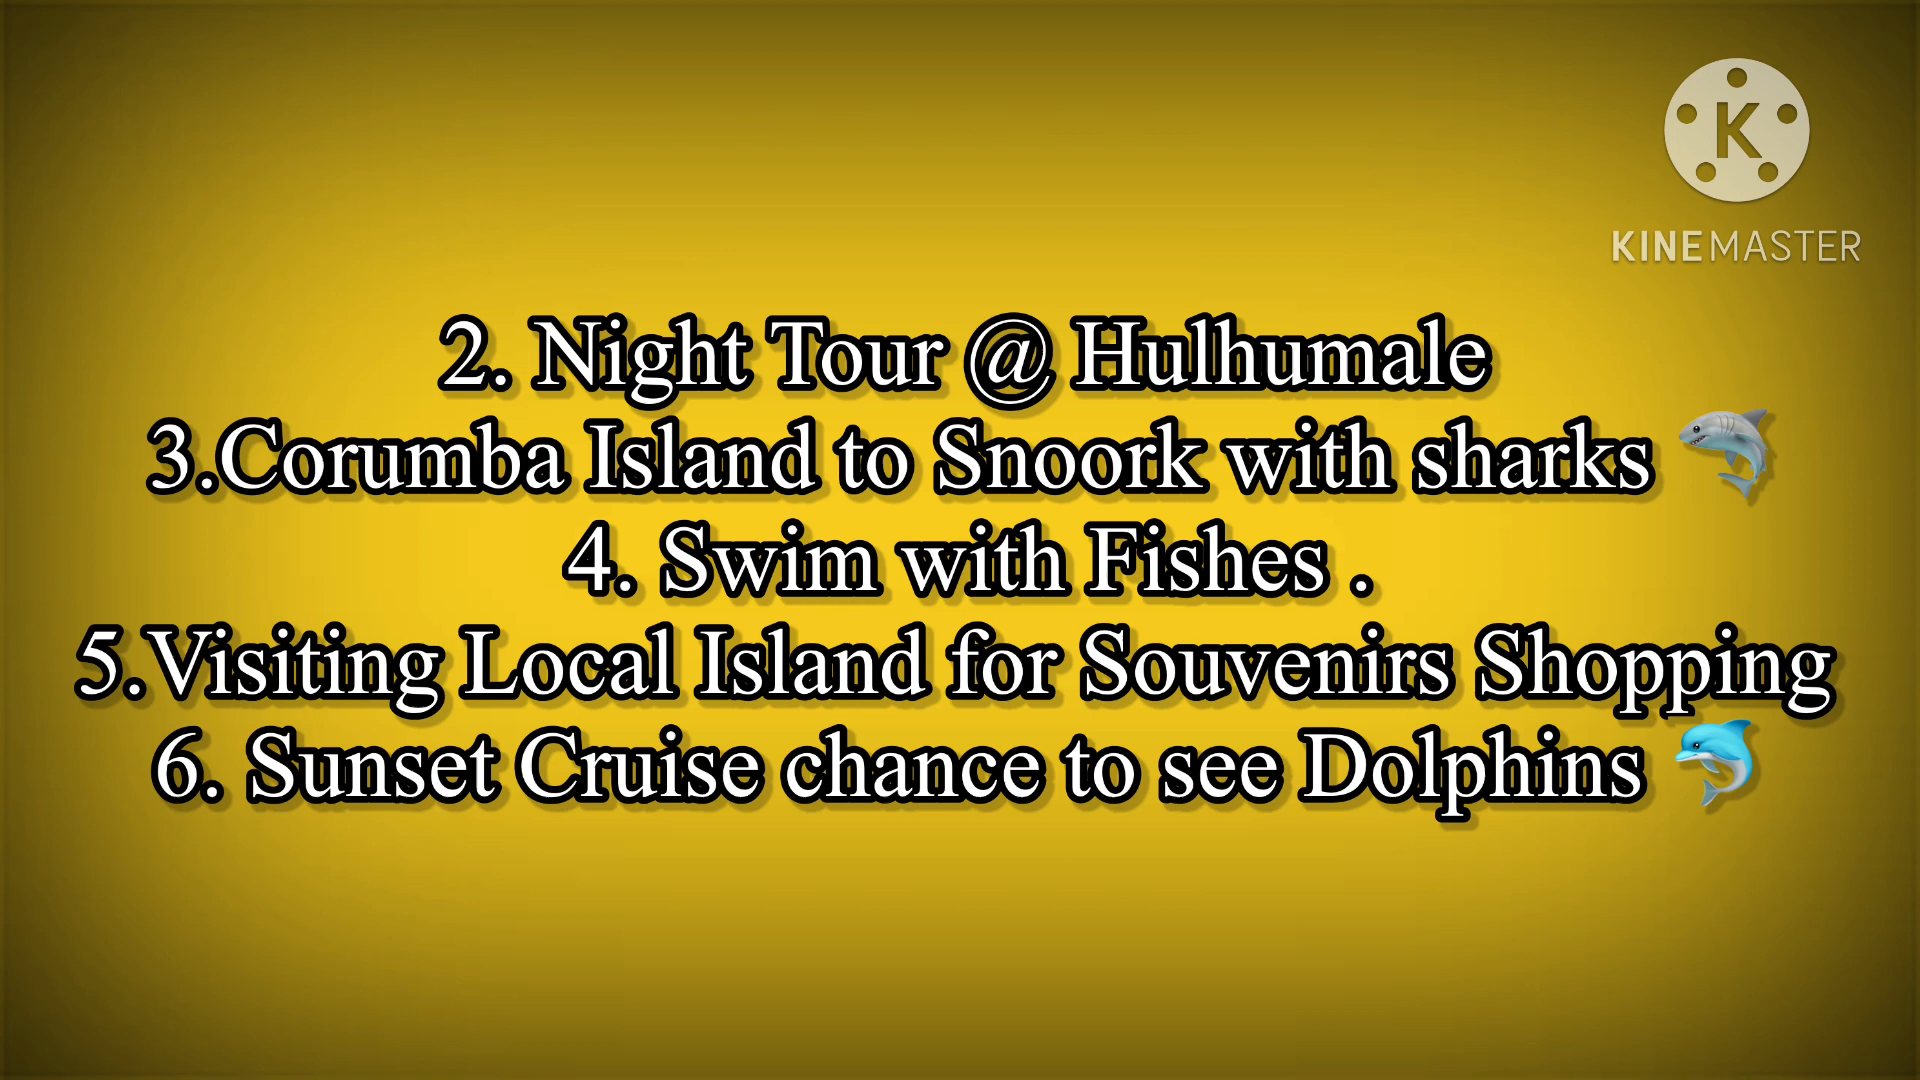 K
KINEMASTER
2. Night Tour @ Hulhumale
3.Corumba Island to Snoork with sharks 🦈
4. Swim with Fishes .
5.Visiting Local Island for Souvenirs Shopping
6. Sunset Cruise chance to see Dolphins 🐬